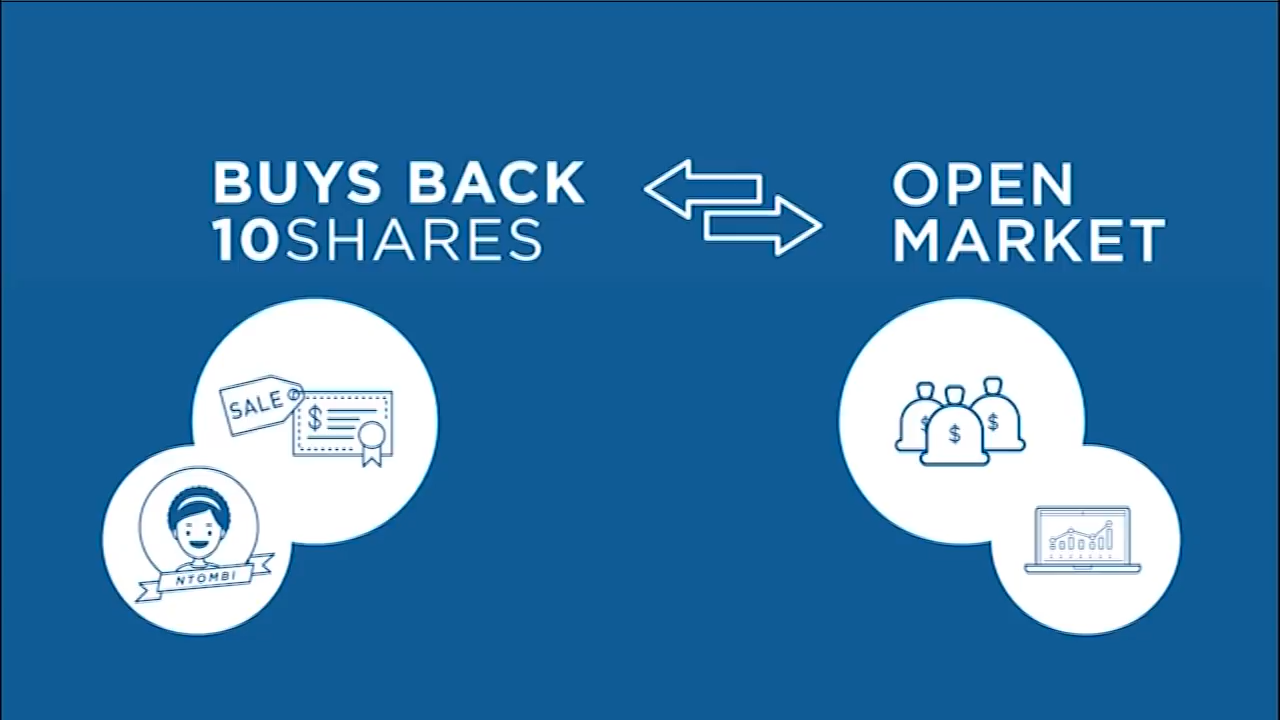 BUYS BACK
10SHARES
OPEN
MARKET
SALE
$
$
$
$
NTOMBI